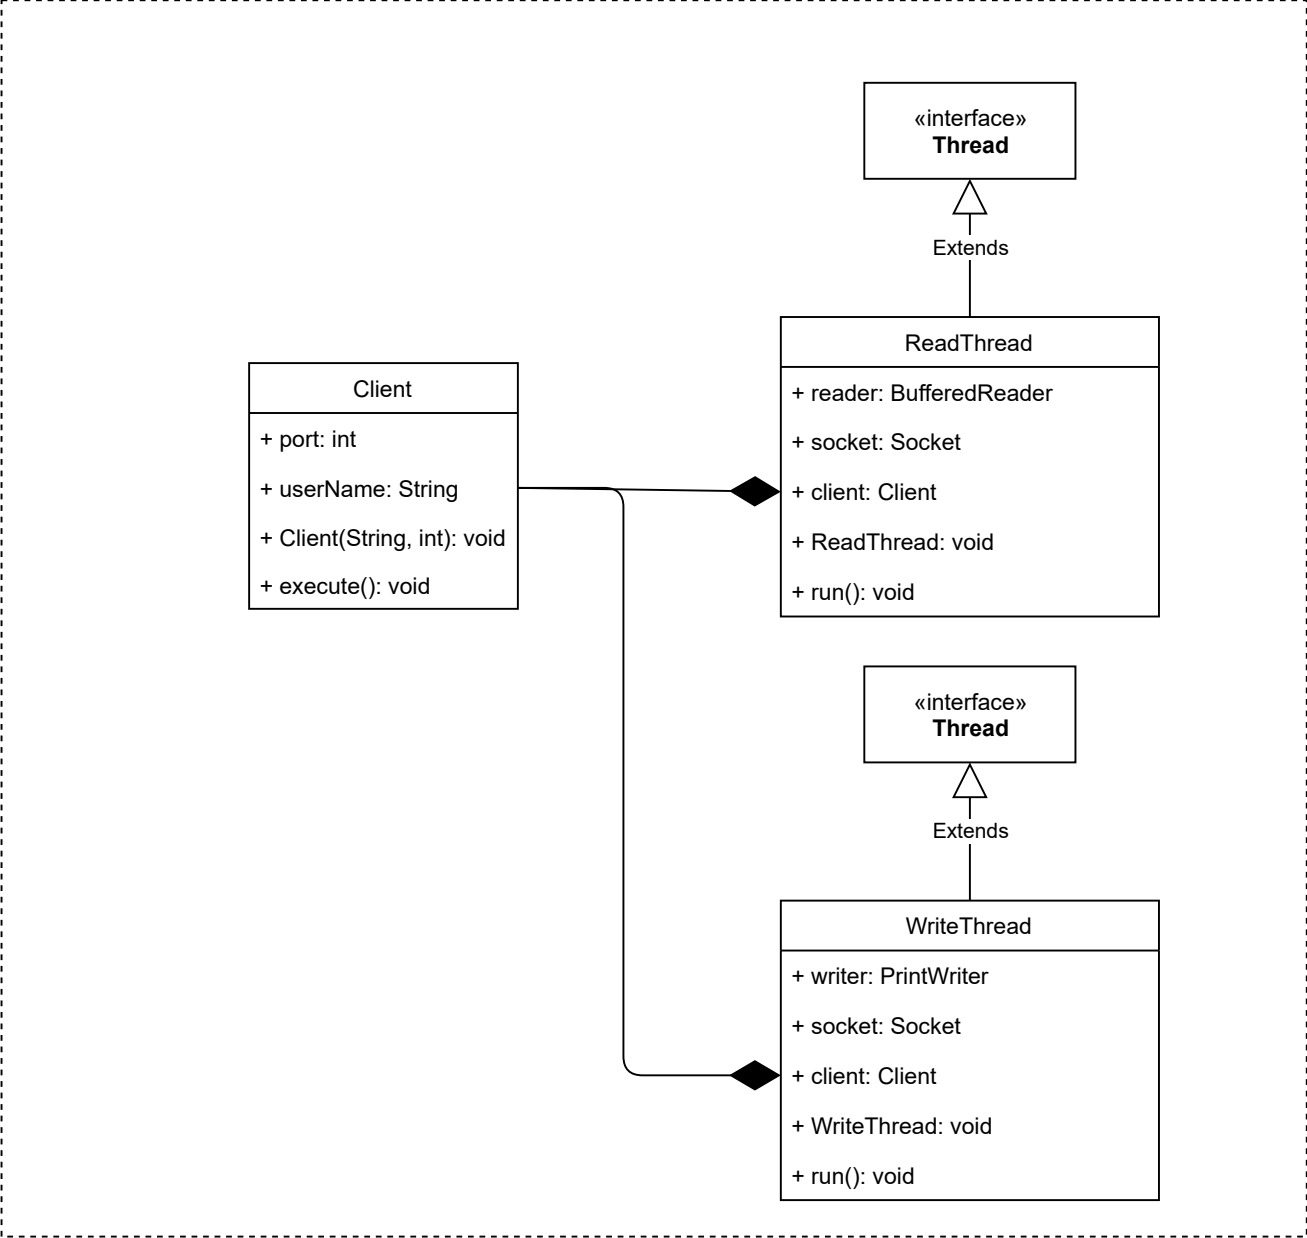 «interface»
Thread
Extends
ReadThread
+ reader: BufferedReader
+ socket: Socket
+ client: Client
+ ReadThread: void
+ run(): void
Client
+ port: int
+ userName: String
+ Client(String, int): void
+ execute(): void
«interface»
Thread
Extends
WriteThread
+ writer: PrintWriter
+ socket: Socket
+ client: Client
+ WriteThread: void
+ run(): void